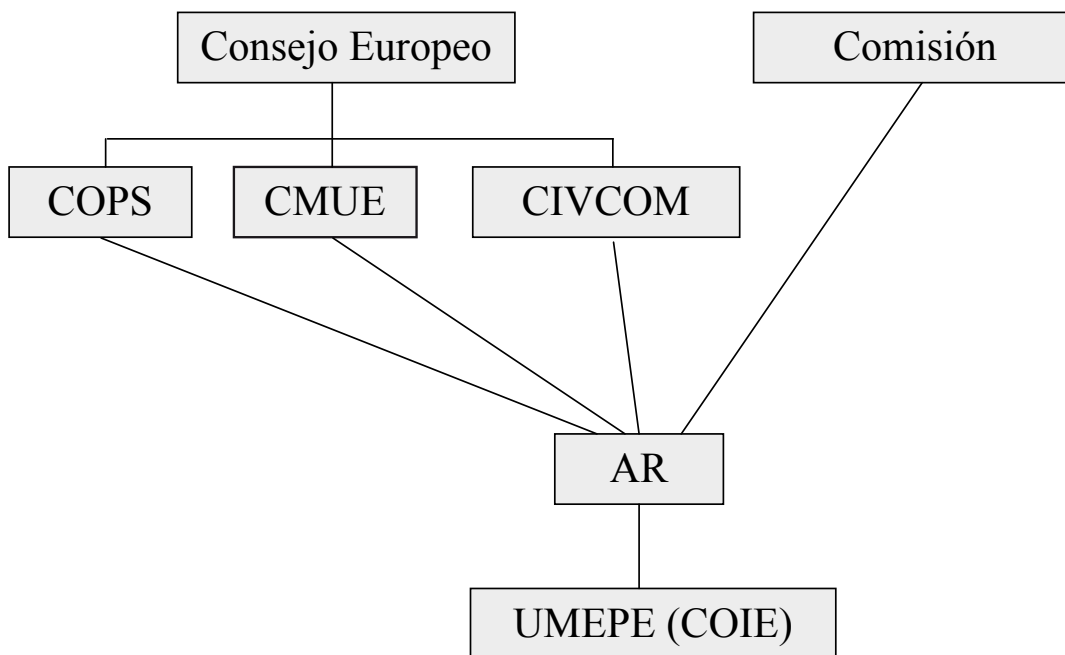 Consejo Europeo
Comisión
COPS
CMUE
CIVCOM
AR
UMEPE (COIE)